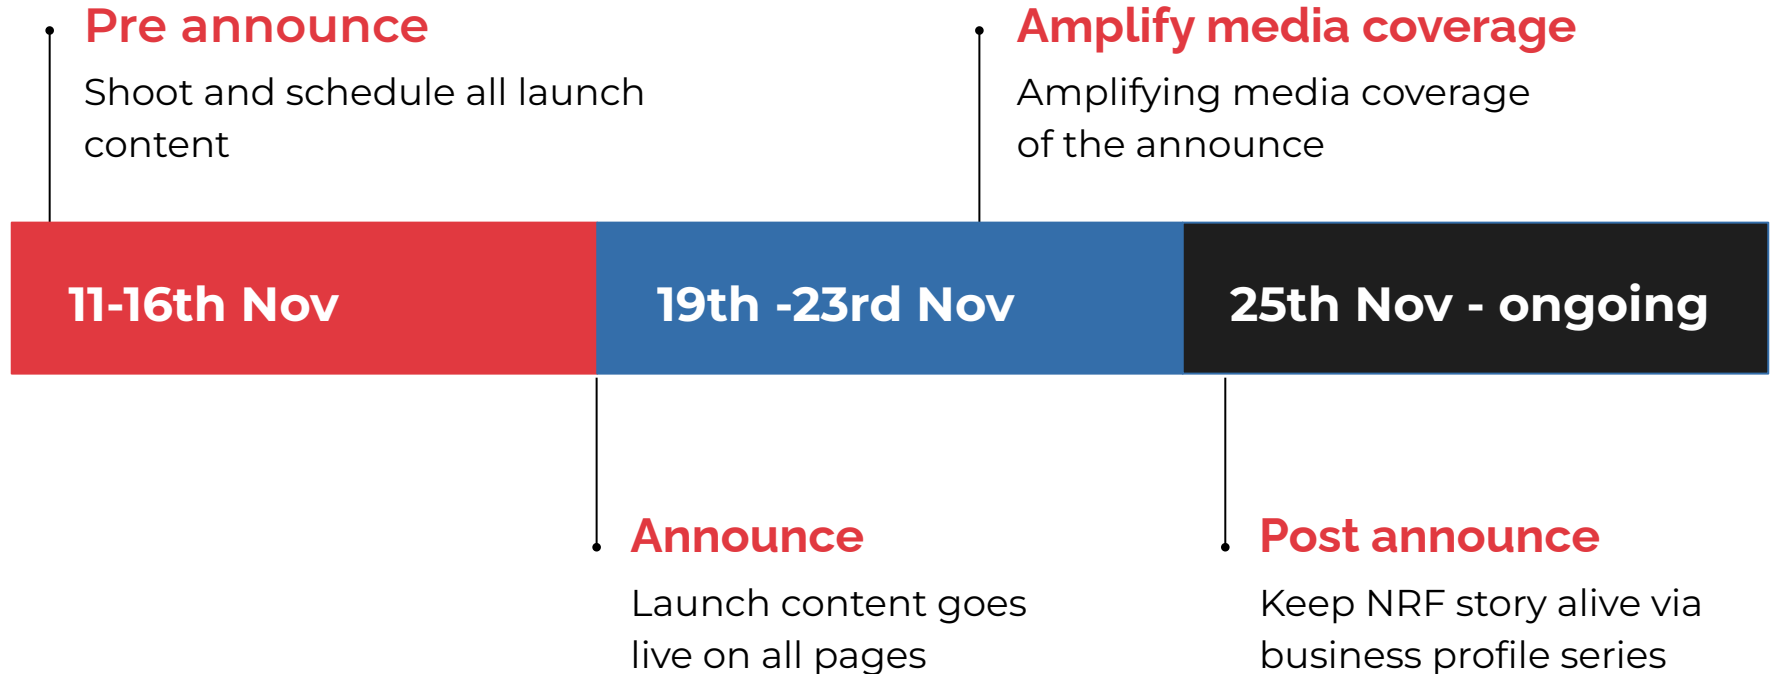 Pre announce
Shoot and schedule all launch
content
Amplify media coverage
Amplifying media coverage
of the announce
11-16th Nov
19th -23rd Nov
25th Nov - ongoing
Announce
Launch content goes
live on all pages
Post announce
Keep NRF story alive via
business profile series